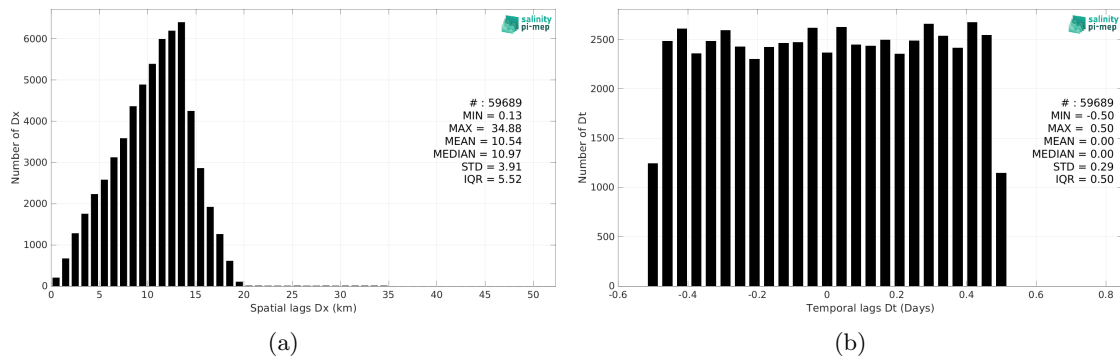 salinity
pi-mep
6000
5000
4000
3000
2000
1000
0
Number of Dx
# : 59689
MIN = 0.13
MAX = 34.88
MEAN = 10.54
MEDIAN = 10.97
STD = 3.91
IQR = 5.52
0 5 10 15 20 25 30 35 40 45 50
Spatial lags Dx (km)
(a)
salinity
pi-mep
2500
2000
1500
1000
500
0
Number of Dt
# : 59689
MIN = -0.50
MAX = 0.50
MEAN = 0.00
MEDIAN = 0.00
STD = 0.29
IQR = 0.50
-0.6 -0.4 -0.2 0 0.2 0.4 0.6 0.8
Temporal lags Dt (Days)
(b)